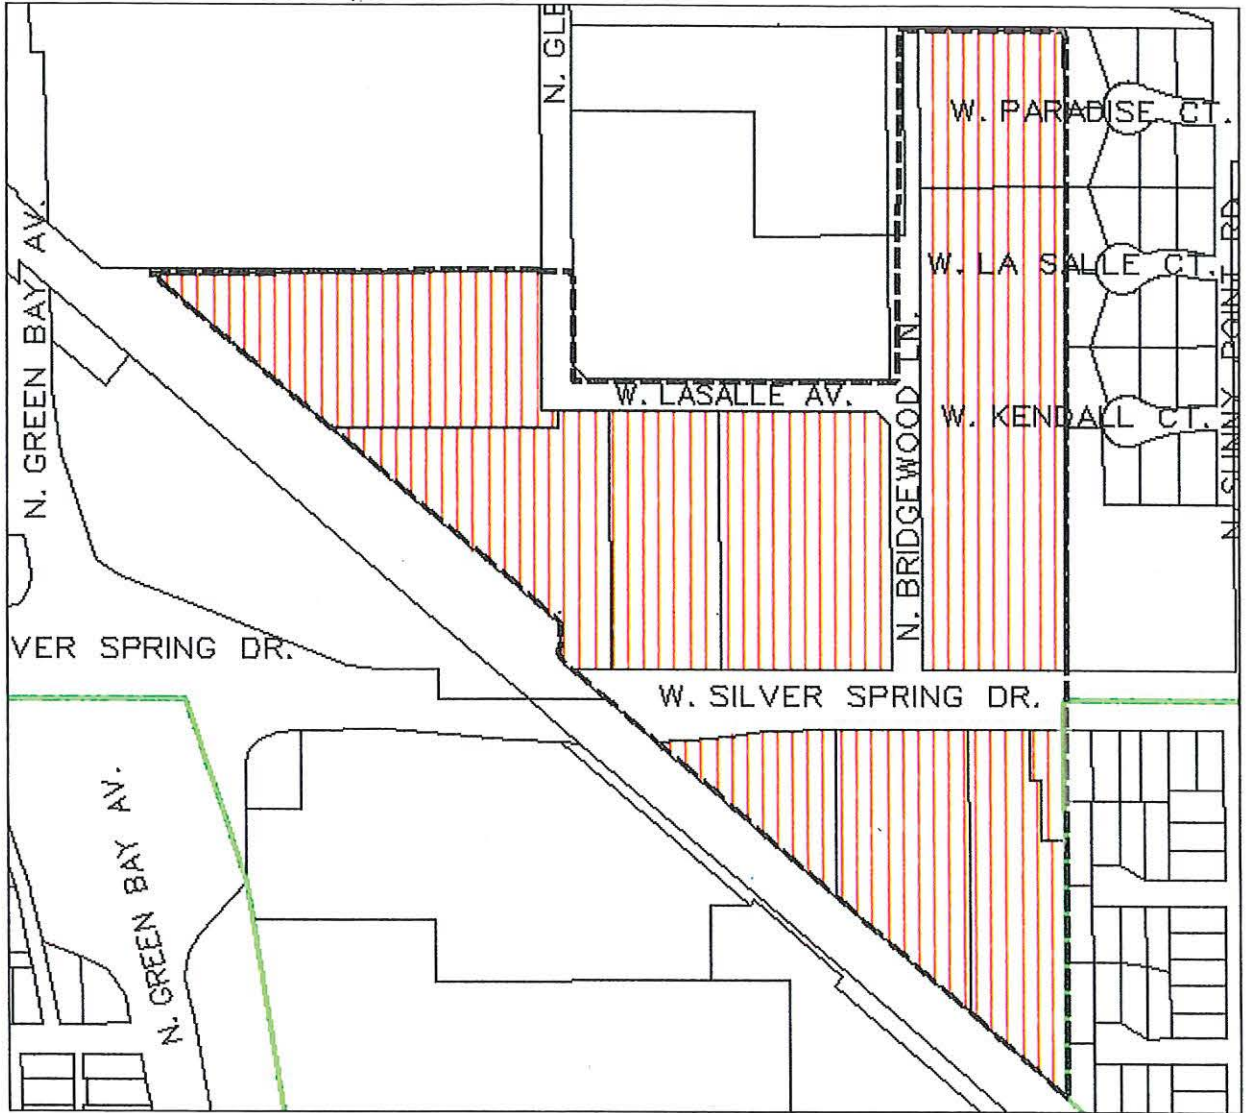 N. GLE
W. PARADISE CT.
W. LA SALLE CT.
N. SUNNY POINT RD
N. GREEN BAY AV.
W. LASALLE AV.
W. KENDALL CT.
N. BRIDGEWOOD LN.
VER SPRING DR.
W. SILVER SPRING DR.
N. GREEN BAY AV.